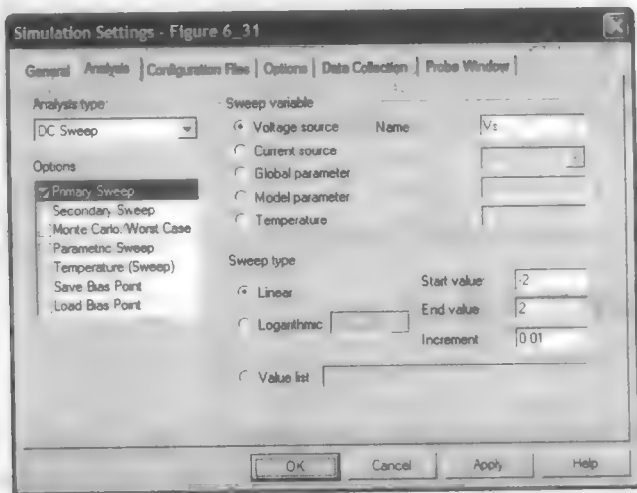 Simulation Settings - Figure 6_31
General Analysis Configuration Files Options Data Collection Probe Window
Analysis type:
DC Sweep
Options
Primary Sweep
Secondary Sweep
Monte Carlo/Worst Case
Parametric Sweep
Temperature (Sweep)
Save Bias Point
Load Bias Point
Sweep variable
Voltage source Name Vs
Current source
Global parameter
Model parameter
Temperature
Sweep type
Linear
Logarithmic
Value list
Start value: -2
End value: 2
Increment: 0.01
OK Cancel Apply Help